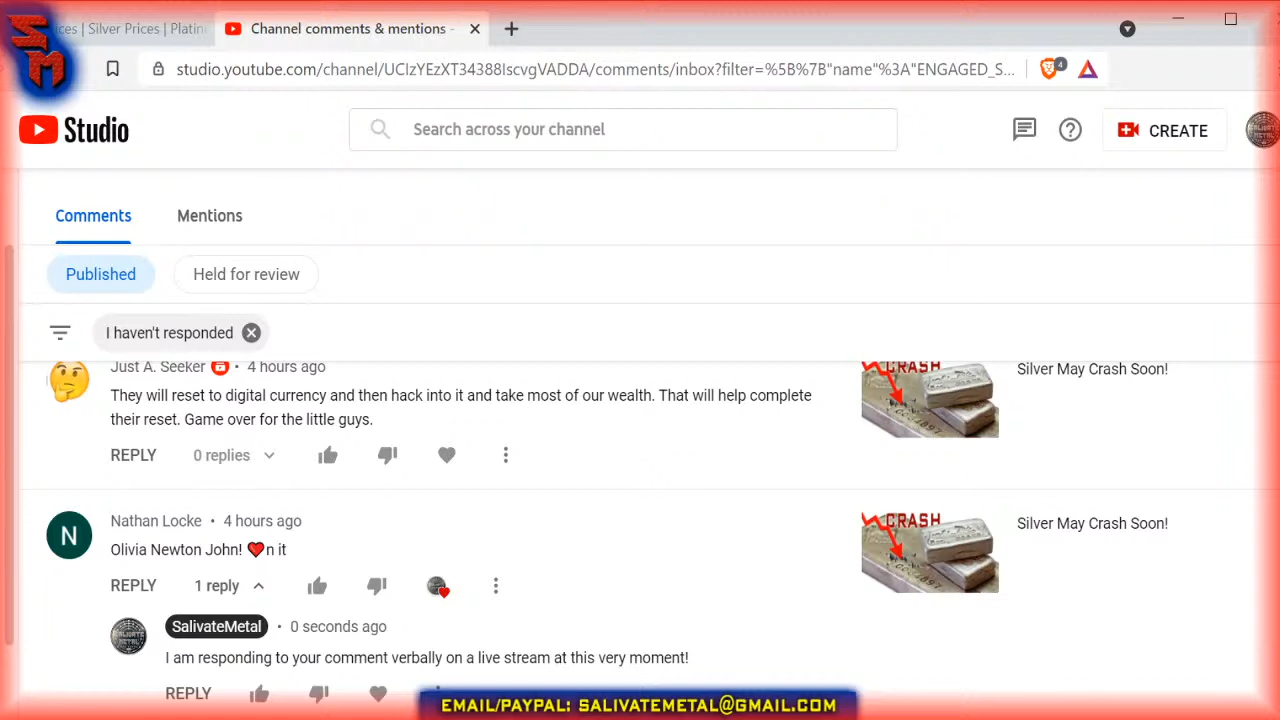 SM
ices | Silver Prices | Platin
Channel comments & mentions -
studio.youtube.com/channel/UCIzYEzXT34388IscvgVADDA/comments/inbox?filter=%5B%7B"name"%3A"ENGAGED_S...
4
Studio
Search across your channel
CREATE
Comments
Mentions
Published
Held for review
I haven't responded
Just A. Seeker • 4 hours ago
They will reset to digital currency and then hack into it and take most of our wealth. That will help complete
their reset. Game over for the little guys.
REPLY
0 replies
CRASH
Silver May Crash Soon!
N
Nathan Locke • 4 hours ago
Olivia Newton John! ❤️n it
REPLY
1 reply
CRASH
Silver May Crash Soon!
SALIVATE METAL
SalivateMetal • 0 seconds ago
I am responding to your comment verbally on a live stream at this very moment!
REPLY
EMAIL/PAYPAL: SALIVATEMETAL@GMAIL.COM